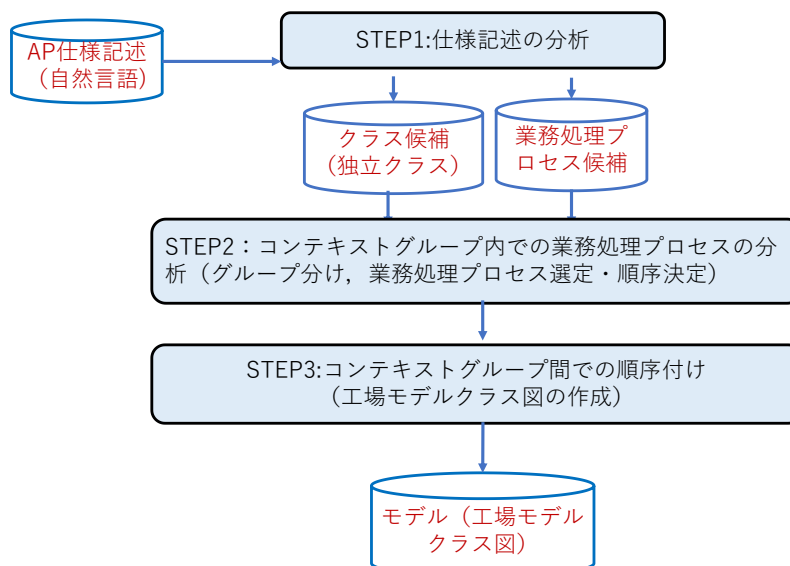 AP仕様記述
（自然言語）
STEP1:仕様記述の分析
クラス候補
（独立クラス）
業務処理プ
ロセス候補
STEP2：コンテキストグループ内での業務処理プロセスの分
析（グループ分け，業務処理プロセス選定・順序決定）
STEP3:コンテキストグループ間での順序付け
（工場モデルクラス図の作成）
モデル（工場モデル
クラス図）